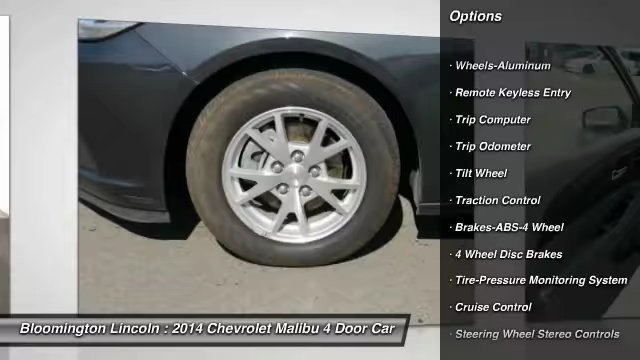 Options
· Wheels-Aluminum
· Remote Keyless Entry
· Trip Computer
· Trip Odometer
· Tilt Wheel
· Traction Control
· Brakes-ABS-4 Wheel
· 4 Wheel Disc Brakes
· Tire-Pressure Monitoring System
· Cruise Control
· Steering Wheel Stereo Controls
Bloomington Lincoln : 2014 Chevrolet Malibu 4 Door Car